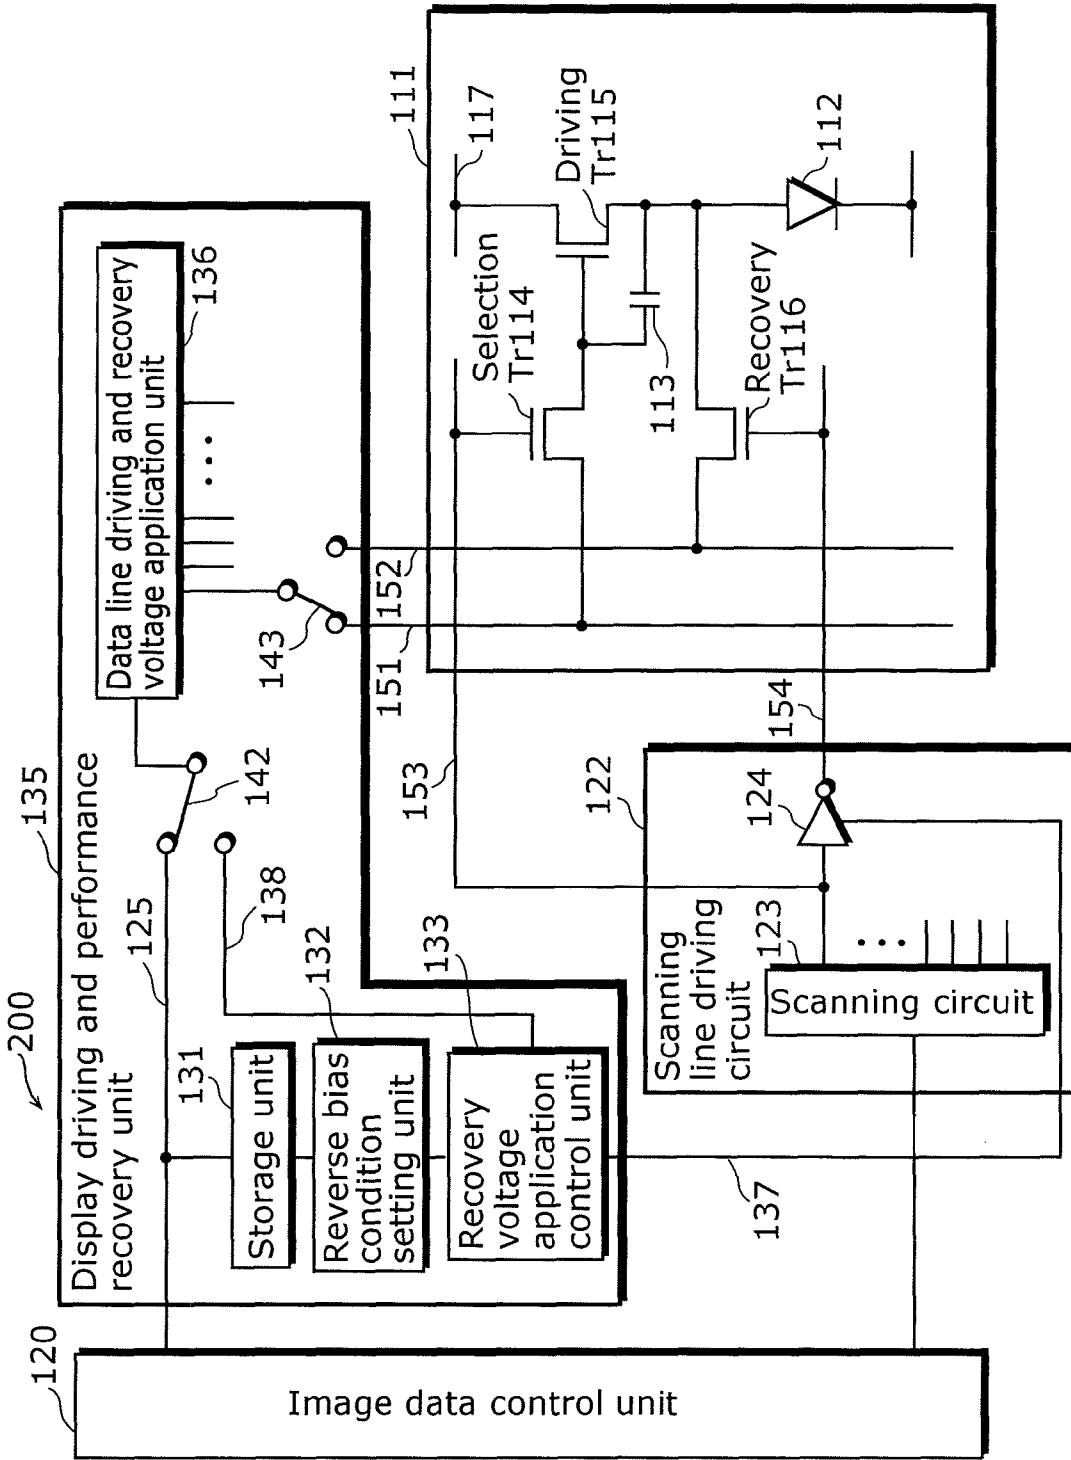 200
135
Display driving and performance
recovery unit
120
Image data control unit
125
131
Storage unit
132
Reverse bias
condition
setting unit
133
Recovery
voltage
application
control unit
138
142
Data line driving and recovery
voltage application unit
136
143
137
151
152
153
154
122
Scanning
line driving
circuit
123
Scanning circuit
124
111
117
Selection
Tr114
Driving
Tr115
113
Recovery
Tr116
112